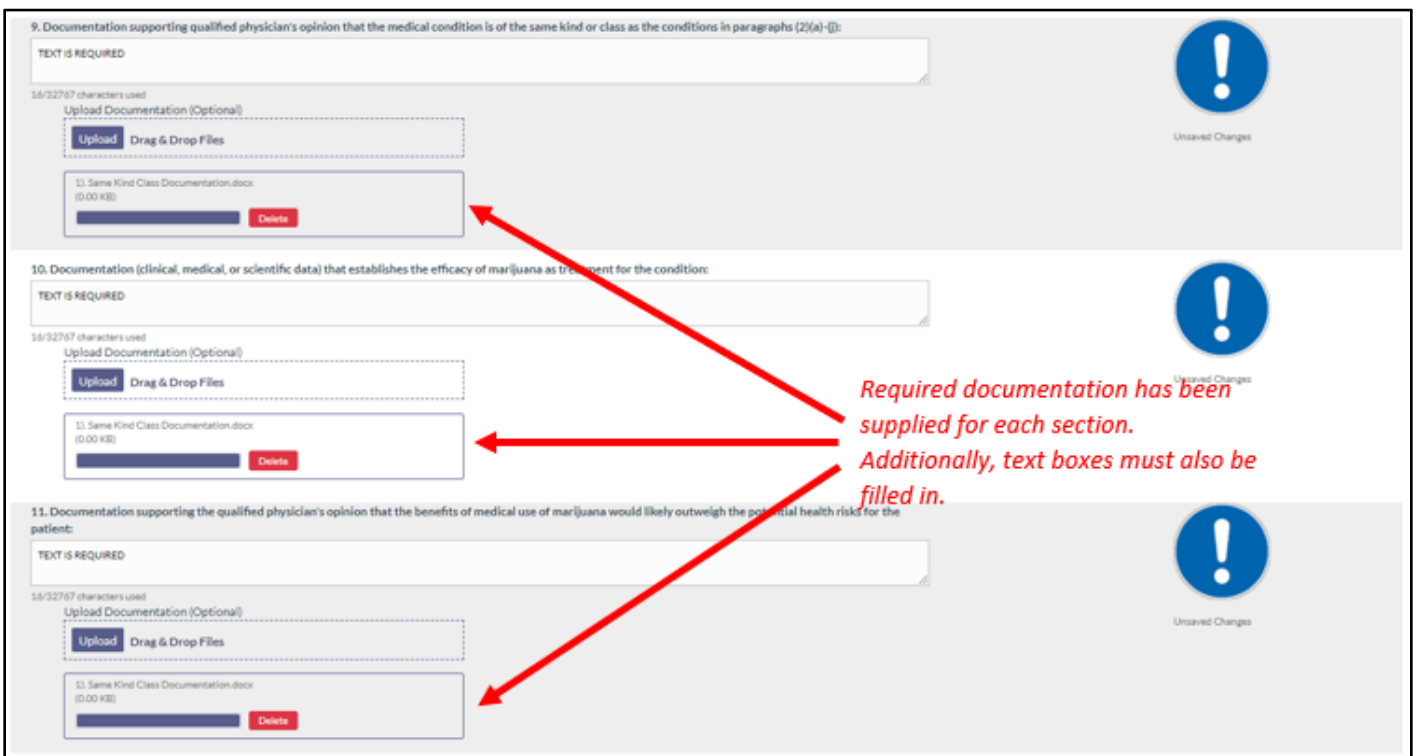 9. Documentation supporting qualified physician's opinion that the medical condition is of the same kind or class as the conditions in paragraphs (2)(a)-(j):
TEXT IS REQUIRED
16/32767 characters used
Upload Documentation (Optional)
Upload Drag & Drop Files
Unsaved Changes
1). Same Kind Class Documentation.docx
(0.00 KB)
Delete
10. Documentation (clinical, medical, or scientific data) that establishes the efficacy of marijuana as treatment for the condition:
TEXT IS REQUIRED
16/32767 characters used
Upload Documentation (Optional)
Upload Drag & Drop Files
Unsaved Changes
Required documentation has been
supplied for each section.
Additionally, text boxes must also be
filled in.
1). Same Kind Class Documentation.docx
(0.00 KB)
Delete
11. Documentation supporting the qualified physician's opinion that the benefits of medical use of marijuana would likely outweigh the potential health risks for the
patient:
TEXT IS REQUIRED
16/32767 characters used
Upload Documentation (Optional)
Upload Drag & Drop Files
Unsaved Changes
1). Same Kind Class Documentation.docx
(0.00 KB)
Delete